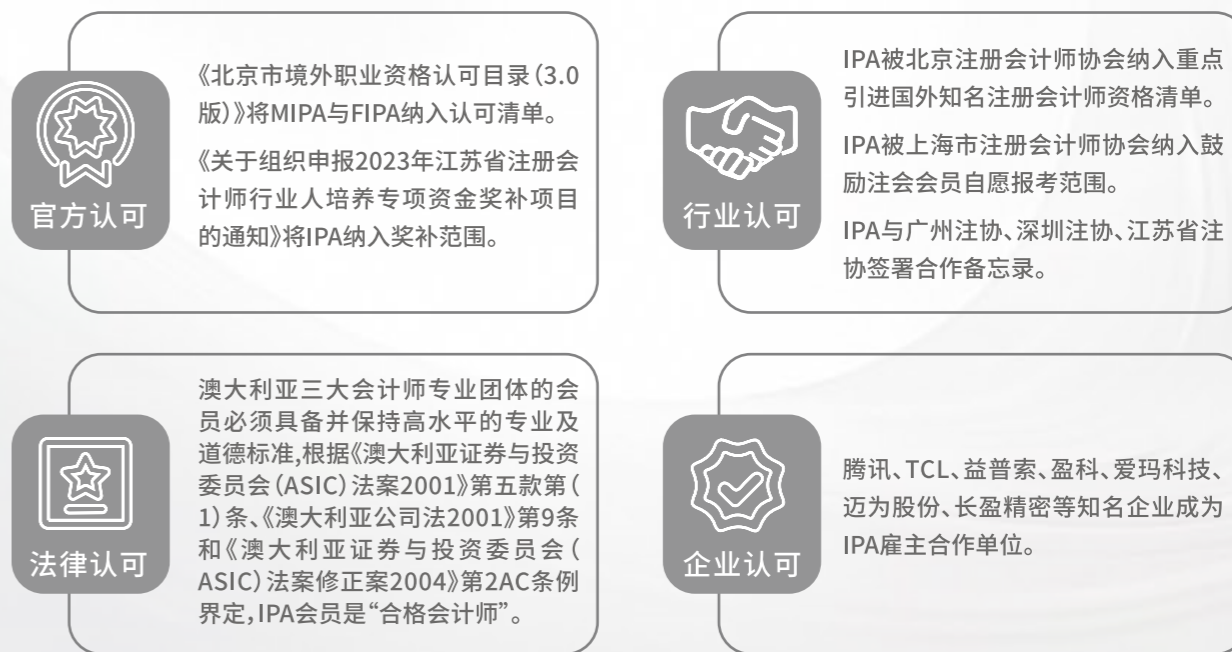 官方认可
《北京市境外职业资格认可目录（3.0
版）》将MIPA与FIPA纳入认可清单。
《关于组织申报2023年江苏省注册会
计师行业人培养专项资金奖补项目
的通知》将IPA纳入奖补范围。
行业认可
IPA被北京注册会计师协会纳入重点
引进国外知名注册会计师资格清单。
IPA被上海市注册会计师协会纳入鼓
励注会会员自愿报考范围。
IPA与广州注协、深圳注协、江苏省注
协签署合作备忘录。
法律认可
澳大利亚三大会计师专业团体的会
员必须具备并保持高水平的专业及
道德标准,根据《澳大利亚证券与投资
委员会（ASIC）法案2001》第五款第（
1）条、《澳大利亚公司法2001》第9条
和《澳大利亚证券与投资委员会（
ASIC）法案修正案2004》第2AC条例
界定，IPA会员是“合格会计师”。
企业认可
腾讯、TCL、益普索、盈科、爱玛科技、
迈为股份、长盈精密等知名企业成为
IPA雇主合作单位。